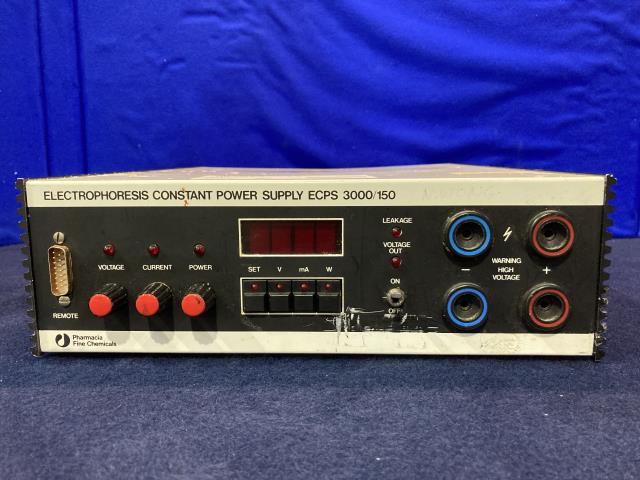 ELECTROPHORESIS CONSTANT POWER SUPPLY ECPS 3000/150
LEAKAGE
VOLTAGE OUT
VOLTAGE CURRENT POWER
SET V mA W
WARNING
HIGH
VOLTAGE
− +
ON
OFF
REMOTE
Pharmacia
Fine Chemicals